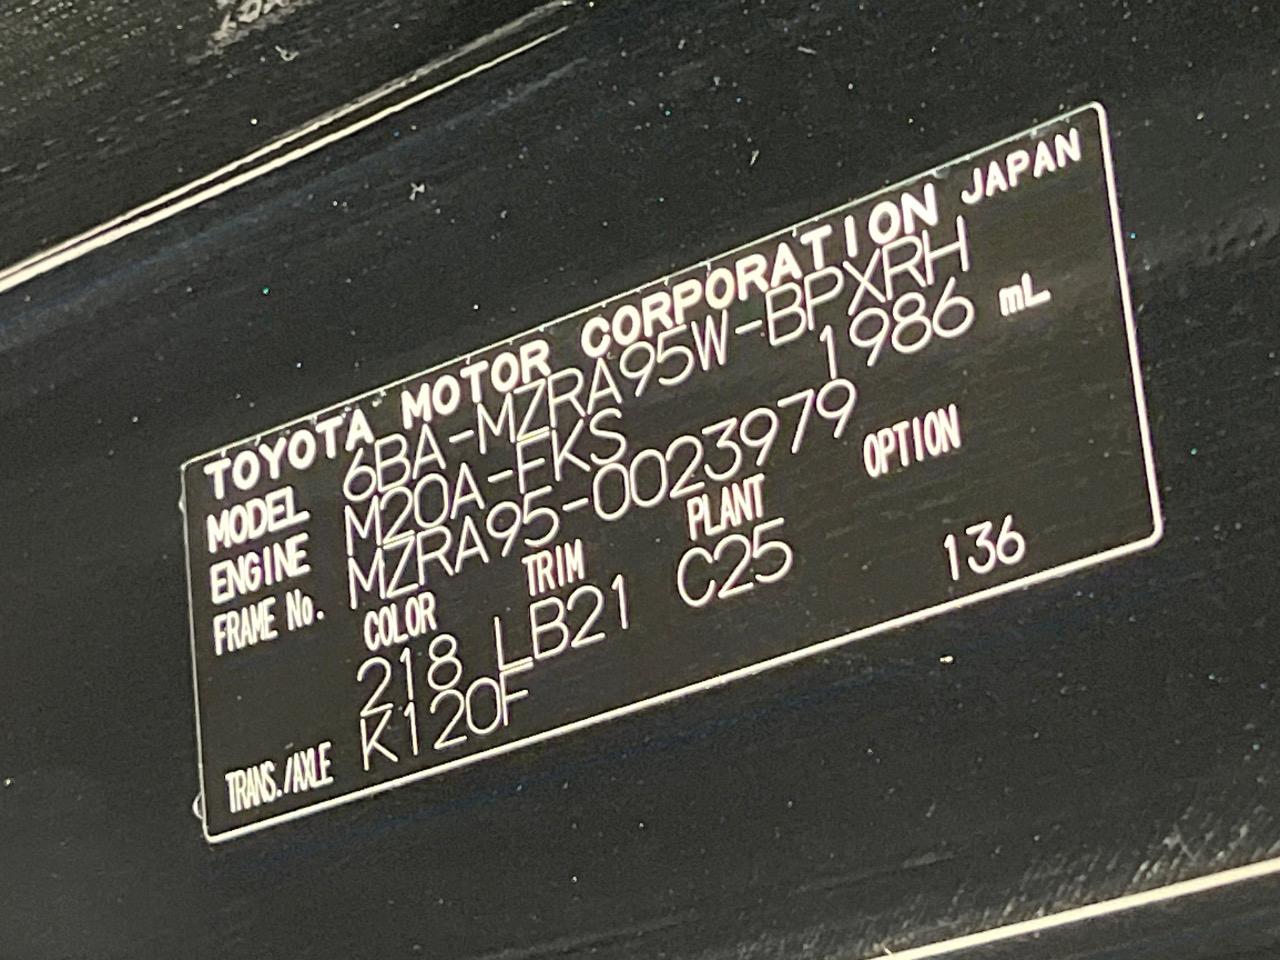 TOYOTA MOTOR CORPORATION JAPAN
MODEL 6BA-MZRA95W-BPXRH
ENGINE M20A-FKS 1986 mL
FRAME No. MZRA95-0023979
COLOR TRIM PLANT OPTION
218 LB21 C25 136
TRANS./AXLE K120F